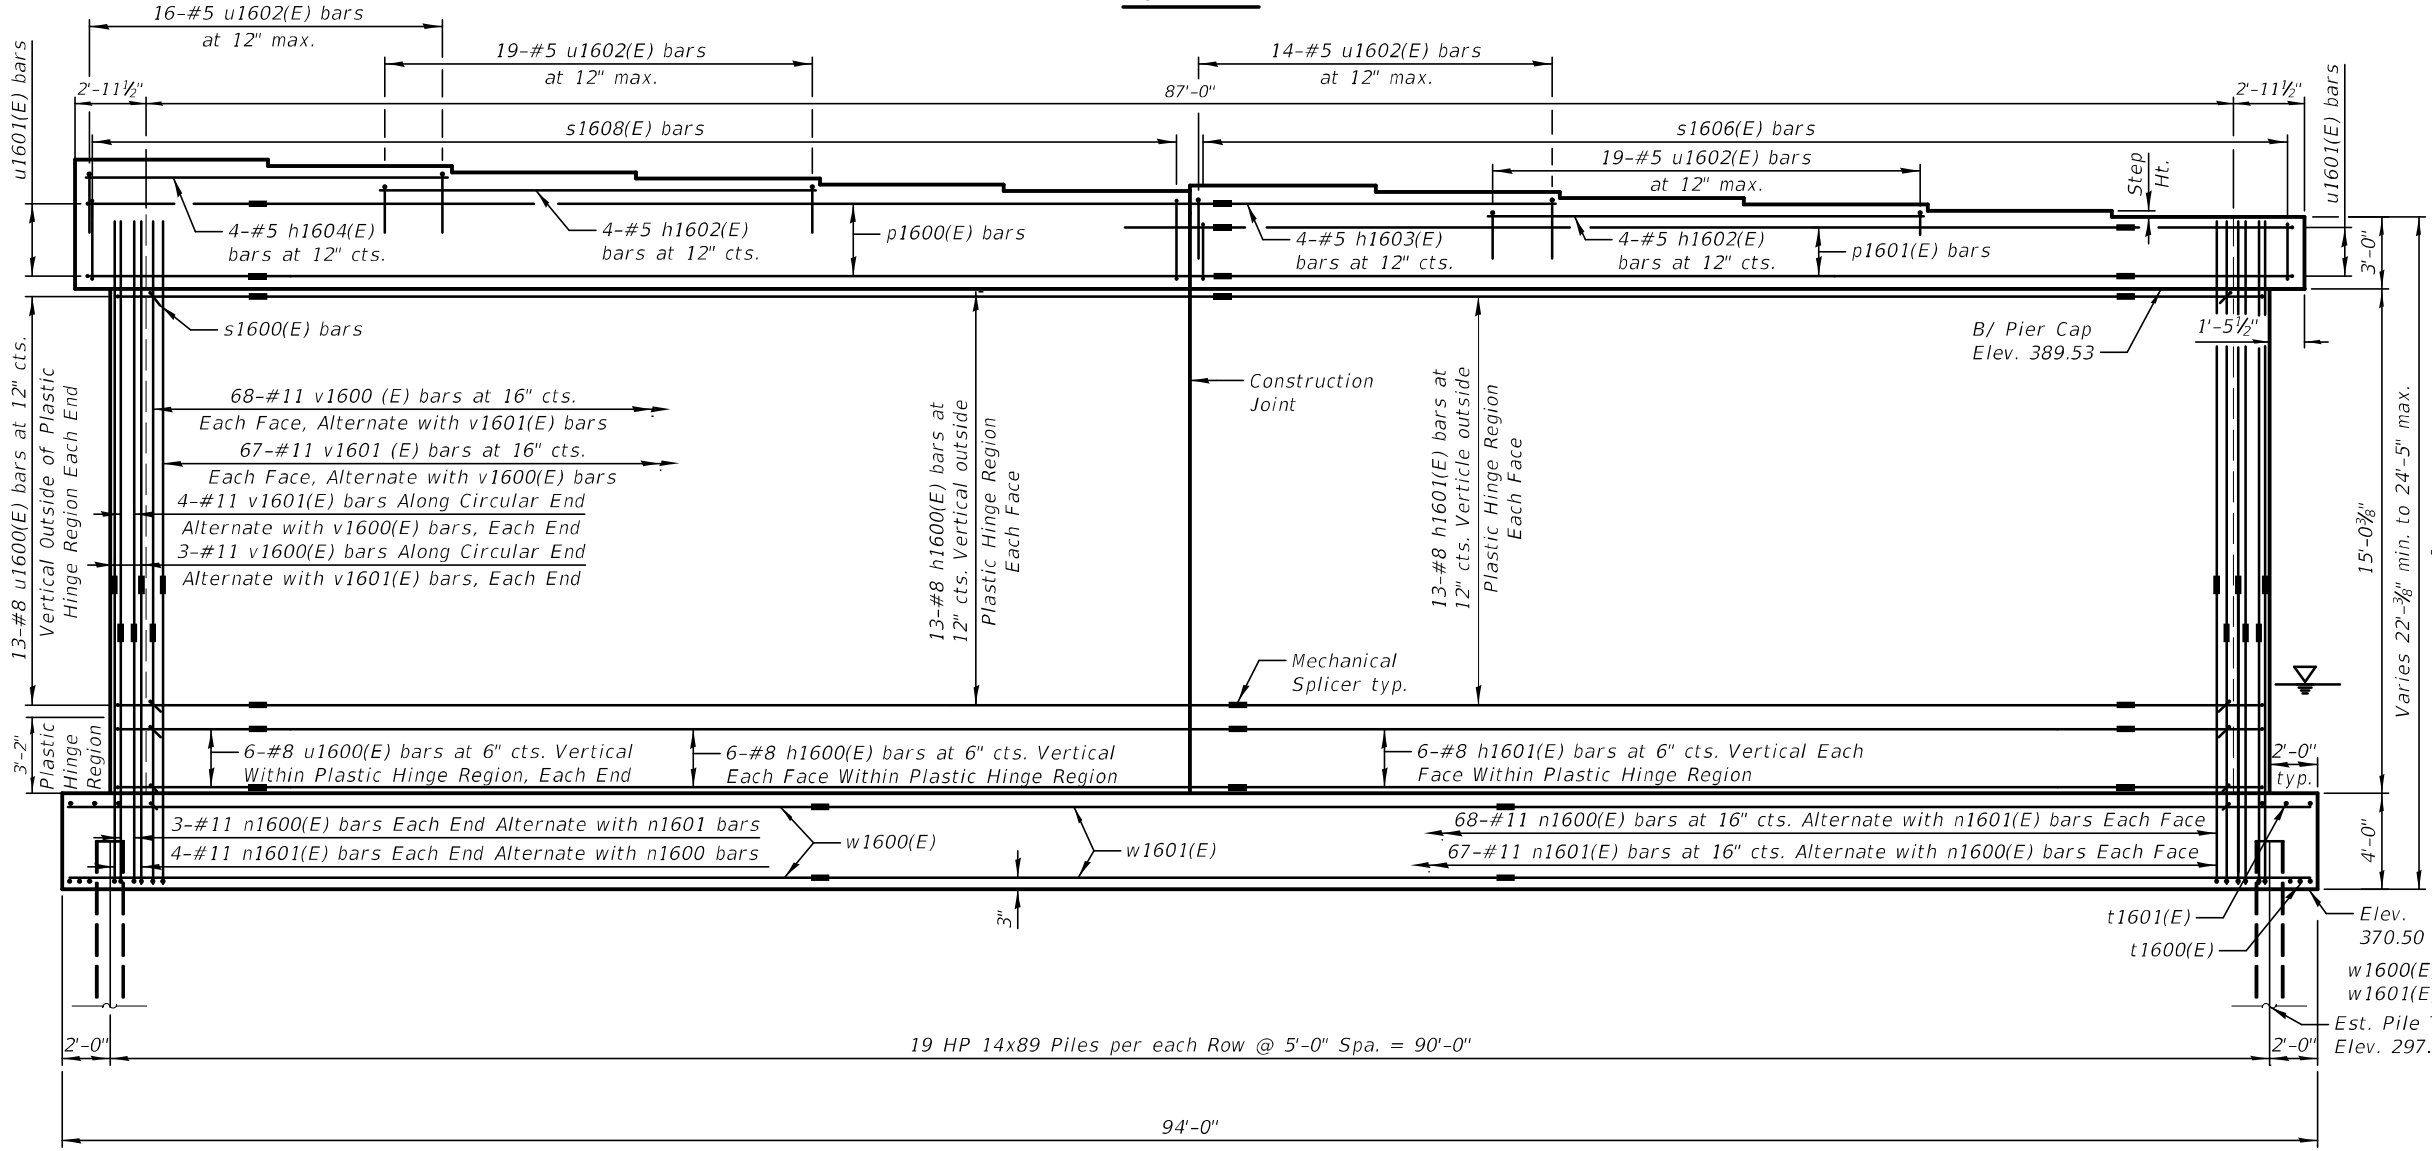 16-#5 u1602(E) bars
at 12" max.
19-#5 u1602(E) bars
at 12" max.
14-#5 u1602(E) bars
at 12" max.
u1601(E) bars
2'-11½"
87'-0"
2'-11½"
u1601(E) bars
s1608(E) bars
s1606(E) bars
19-#5 u1602(E) bars
at 12" max.
Step
Ht.
4-#5 h1604(E)
bars at 12" cts.
4-#5 h1602(E)
bars at 12" cts.
p1600(E) bars
4-#5 h1603(E)
bars at 12" cts.
4-#5 h1602(E)
bars at 12" cts.
p1601(E) bars
3'-0"
s1600(E) bars
B/ Pier Cap
Elev. 389.53
1'-5½"
13-#8 u1600(E) bars at 12" cts.
Vertical Outside of Plastic
Hinge Region Each End
68-#11 v1600 (E) bars at 16" cts.
Each Face, Alternate with v1601(E) bars
67-#11 v1601 (E) bars at 16" cts.
Each Face, Alternate with v1600(E) bars
4-#11 v1601(E) bars Along Circular End
Alternate with v1600(E) bars, Each End
3-#11 v1600(E) bars Along Circular End
Alternate with v1601(E) bars, Each End
13-#8 h1600(E) bars at
12" cts. Vertical outside
Plastic Hinge Region
Each Face
Construction
Joint
13-#8 h1601(E) bars at
12" cts. Verticle outside
Plastic Hinge Region
Each Face
15'-0⅜"
Varies 22'-⅜" min. to 24'-5" max.
Mechanical
Splicer typ.
3'-2"
Plastic
Hinge
Region
6-#8 u1600(E) bars at 6" cts. Vertical
Within Plastic Hinge Region, Each End
6-#8 h1600(E) bars at 6" cts. Vertical
Each Face Within Plastic Hinge Region
6-#8 h1601(E) bars at 6" cts. Vertical Each
Face Within Plastic Hinge Region
2'-0"
typ.
3-#11 n1600(E) bars Each End Alternate with n1601 bars
4-#11 n1601(E) bars Each End Alternate with n1600 bars
w1600(E)
w1601(E)
68-#11 n1600(E) bars at 16" cts. Alternate with n1601(E) bars Each Face
67-#11 n1601(E) bars at 16" cts. Alternate with n1600(E) bars Each Face
4'-0"
3"
t1601(E)
t1600(E)
Elev.
370.50
w1600(E
w1601(E
Est. Pile
Elev. 297.
2'-0"
19 HP 14x89 Piles per each Row @ 5'-0" Spa. = 90'-0"
2'-0"
94'-0"